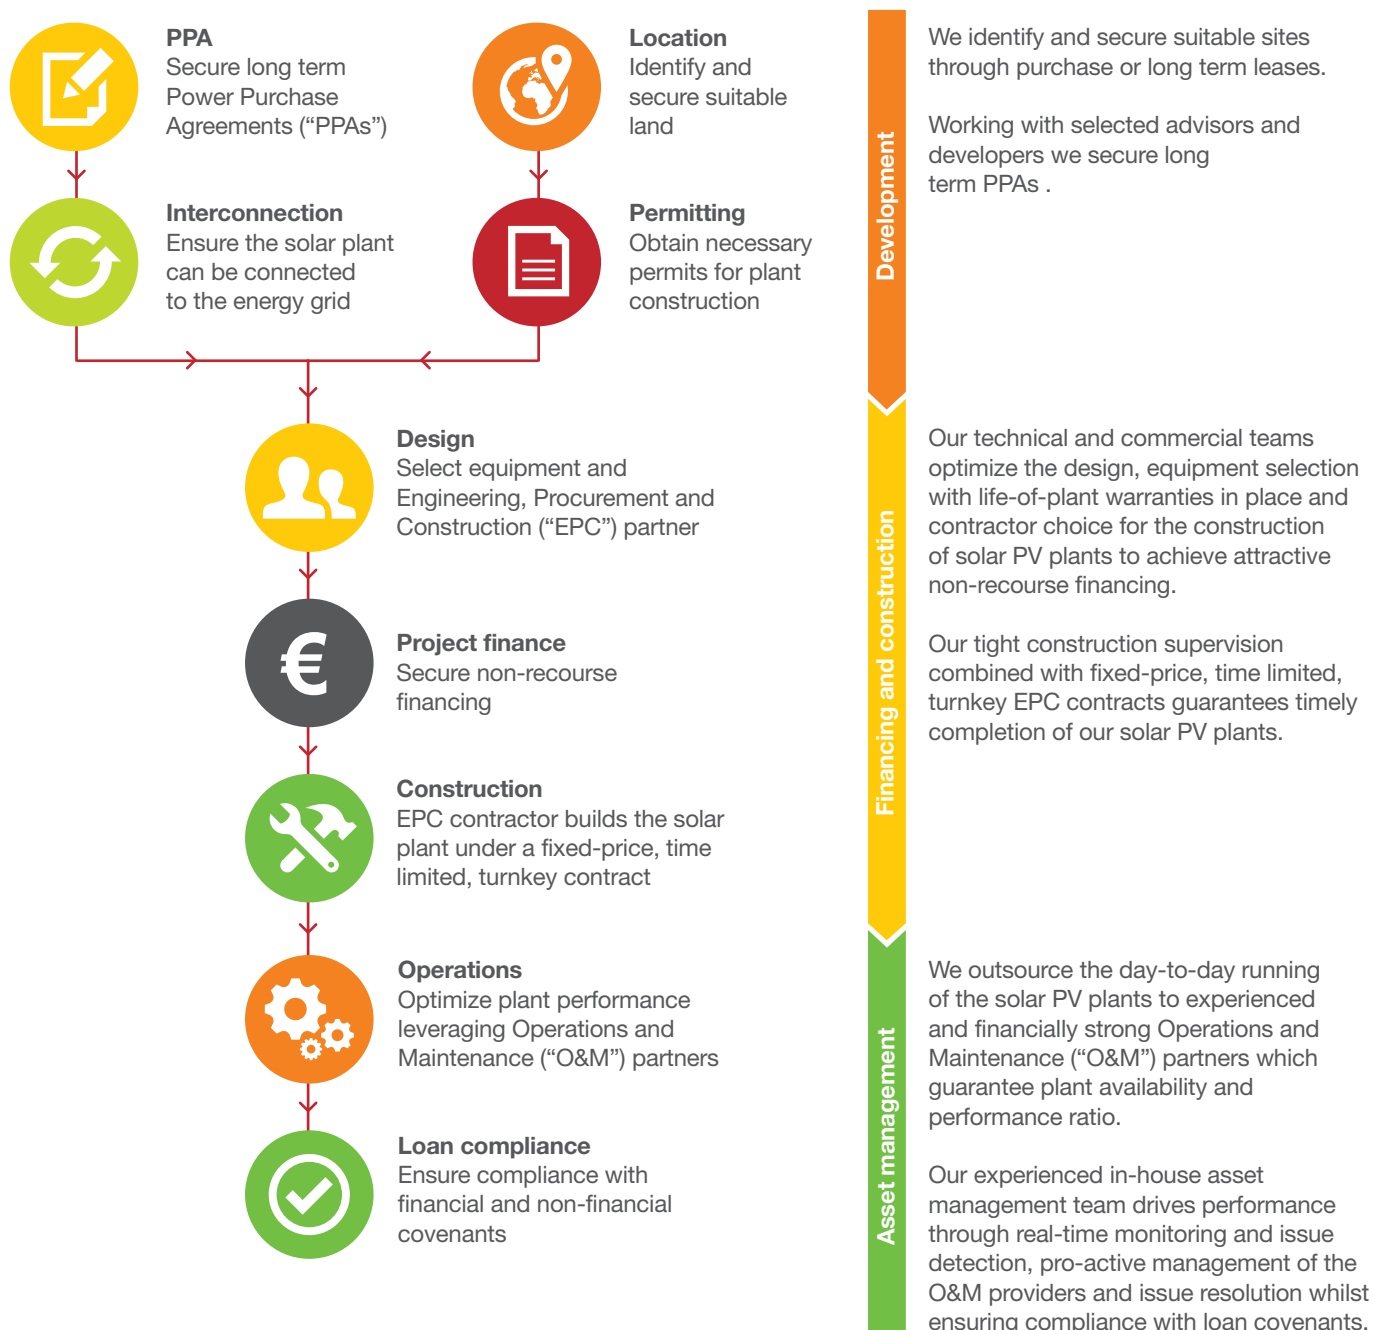 PPA
Secure long term
Power Purchase
Agreements (“PPAs”)
Location
Identify and
secure suitable
land
Interconnection
Ensure the solar plant
can be connected
to the energy grid
Permitting
Obtain necessary
permits for plant
construction
Design
Select equipment and
Engineering, Procurement and
Construction (“EPC”) partner
€
Project finance
Secure non-recourse
financing
Construction
EPC contractor builds the solar
plant under a fixed-price, time
limited, turnkey contract
Operations
Optimize plant performance
leveraging Operations and
Maintenance (“O&M”) partners
Loan compliance
Ensure compliance with
financial and non-financial
covenants
Development
We identify and secure suitable sites
through purchase or long term leases.
Working with selected advisors and
developers we secure long
term PPAs .
Financing and construction
Our technical and commercial teams
optimize the design, equipment selection
with life-of-plant warranties in place and
contractor choice for the construction
of solar PV plants to achieve attractive
non-recourse financing.
Our tight construction supervision
combined with fixed-price, time limited,
turnkey EPC contracts guarantees timely
completion of our solar PV plants.
Asset management
We outsource the day-to-day running
of the solar PV plants to experienced
and financially strong Operations and
Maintenance (“O&M”) partners which
guarantee plant availability and
performance ratio.
Our experienced in-house asset
management team drives performance
through real-time monitoring and issue
detection, pro-active management of the
O&M providers and issue resolution whilst
ensuring compliance with loan covenants.